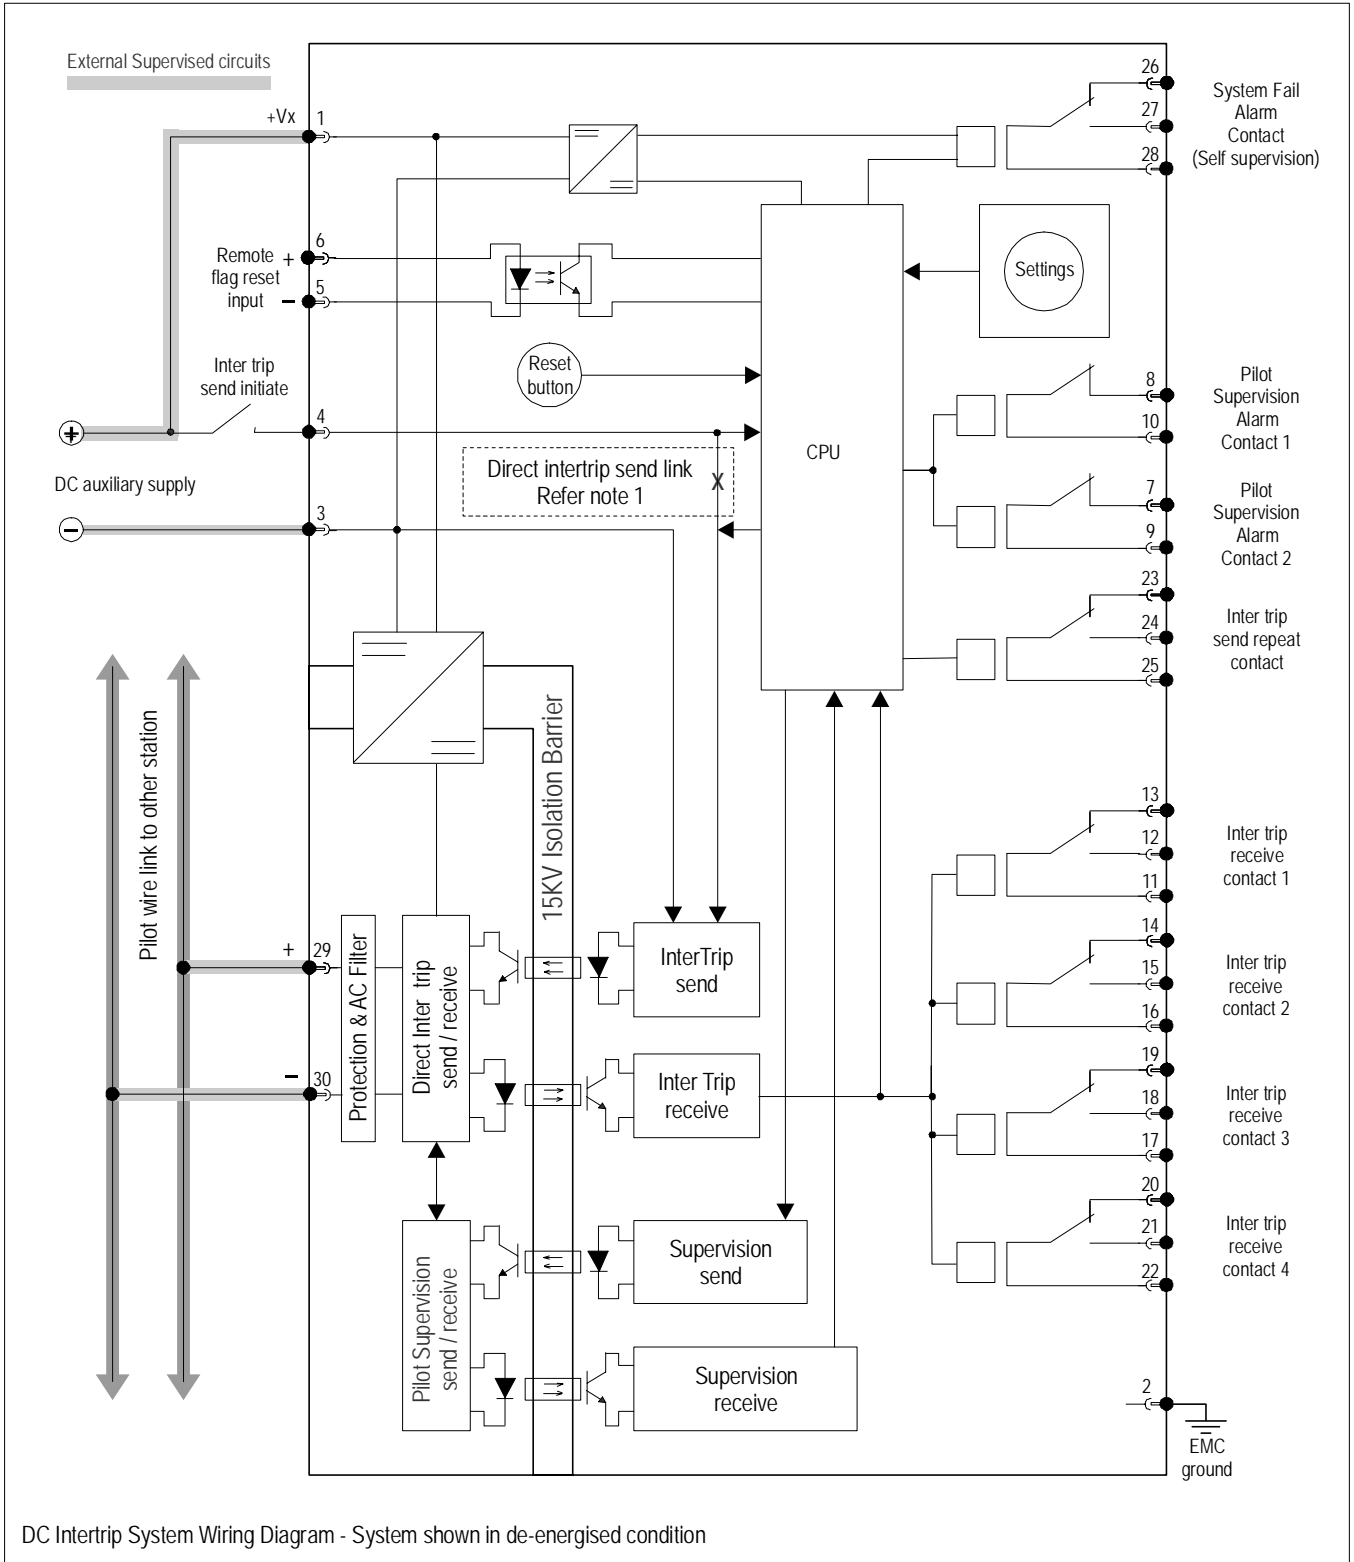 External Supervised circuits
+Vx
1
26
27
28
System Fail
Alarm
Contact
(Self supervision)
Remote
flag reset
input
+
6
−
5
Settings
Reset
button
Inter trip
send initiate
4
+
DC auxiliary supply
−
3
Direct intertrip send link
Refer note 1
X
CPU
8
10
Pilot
Supervision
Alarm
Contact 1
7
9
Pilot
Supervision
Alarm
Contact 2
23
24
25
Inter trip
send repeat
contact
Pilot wire link to other station
15KV Isolation Barrier
13
12
11
Inter trip
receive
contact 1
+
29
−
30
Protection & AC Filter
Direct Inter trip
send / receive
InterTrip
send
14
15
16
Inter trip
receive
contact 2
Inter Trip
receive
19
18
17
Inter trip
receive
contact 3
Pilot Supervision
send / receive
Supervision
send
20
21
22
Inter trip
receive
contact 4
Supervision
receive
2
EMC
ground
DC Intertrip System Wiring Diagram - System shown in de-energised condition